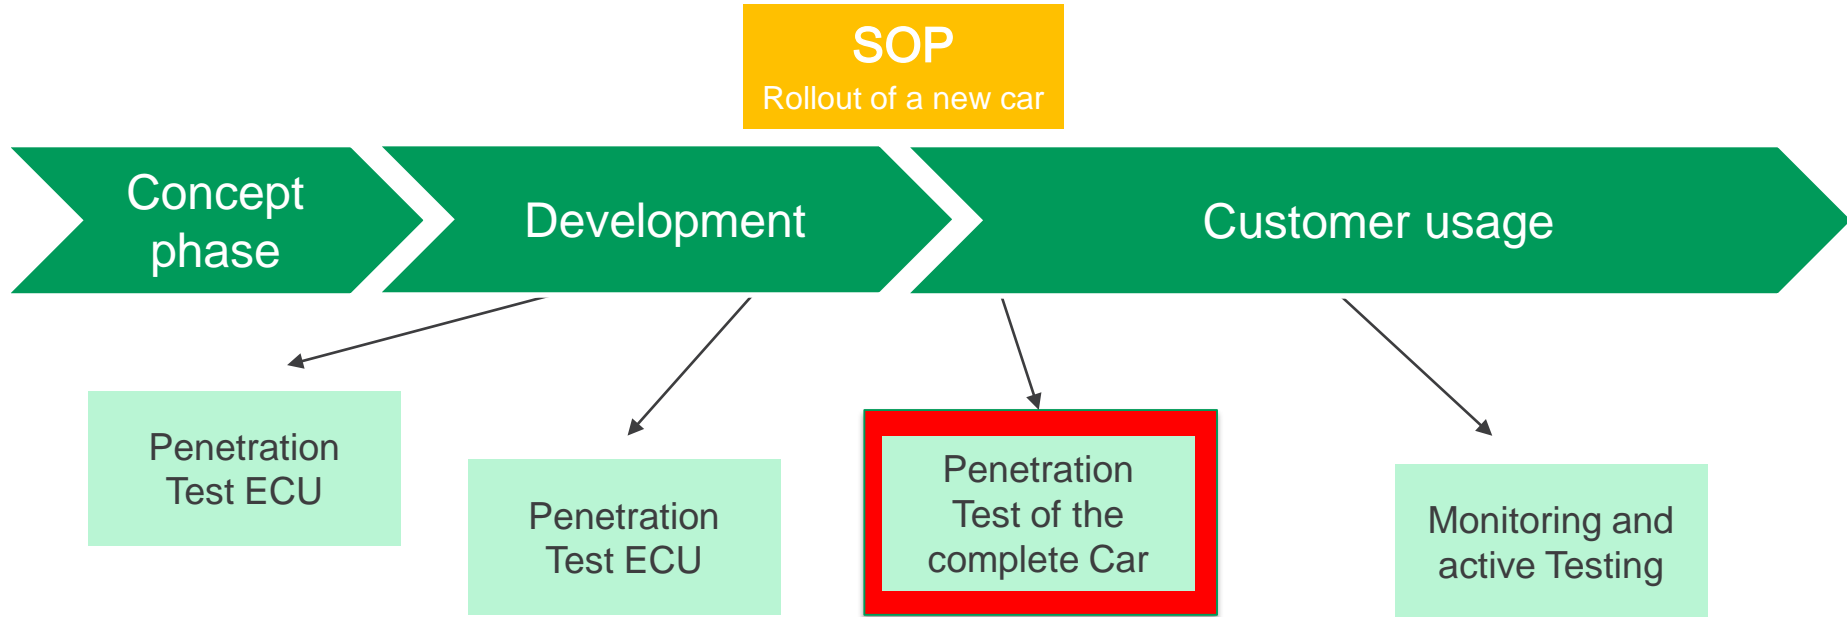 SOP
Rollout of a new car
Concept
phase
Development
Customer usage
Penetration
Test ECU
Penetration
Test ECU
Penetration
Test of the
complete Car
Monitoring and
active Testing